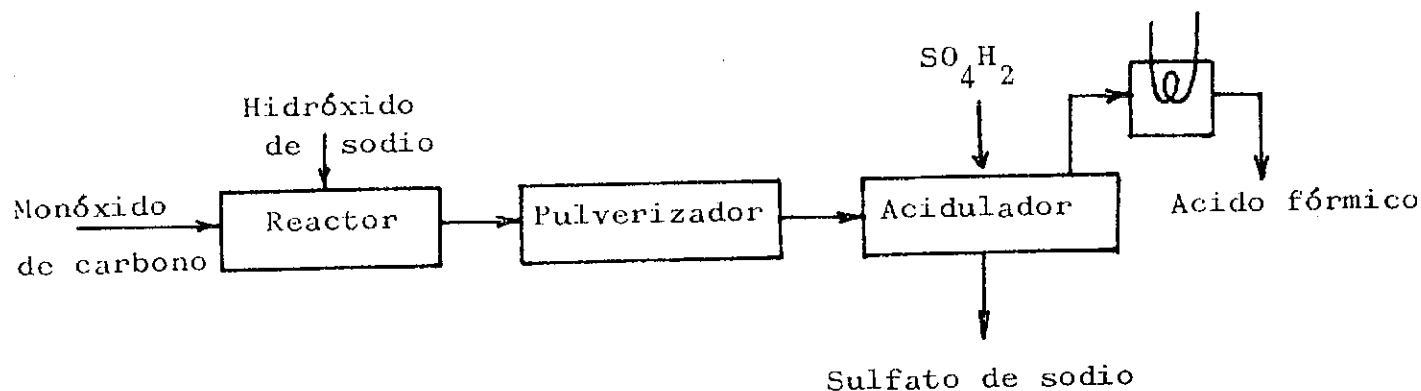 SO4H2
Hidróxido
de sodio
Monóxido
de carbono
Reactor
Pulverizador
Acidulador
Acido fórmico
Sulfato de sodio